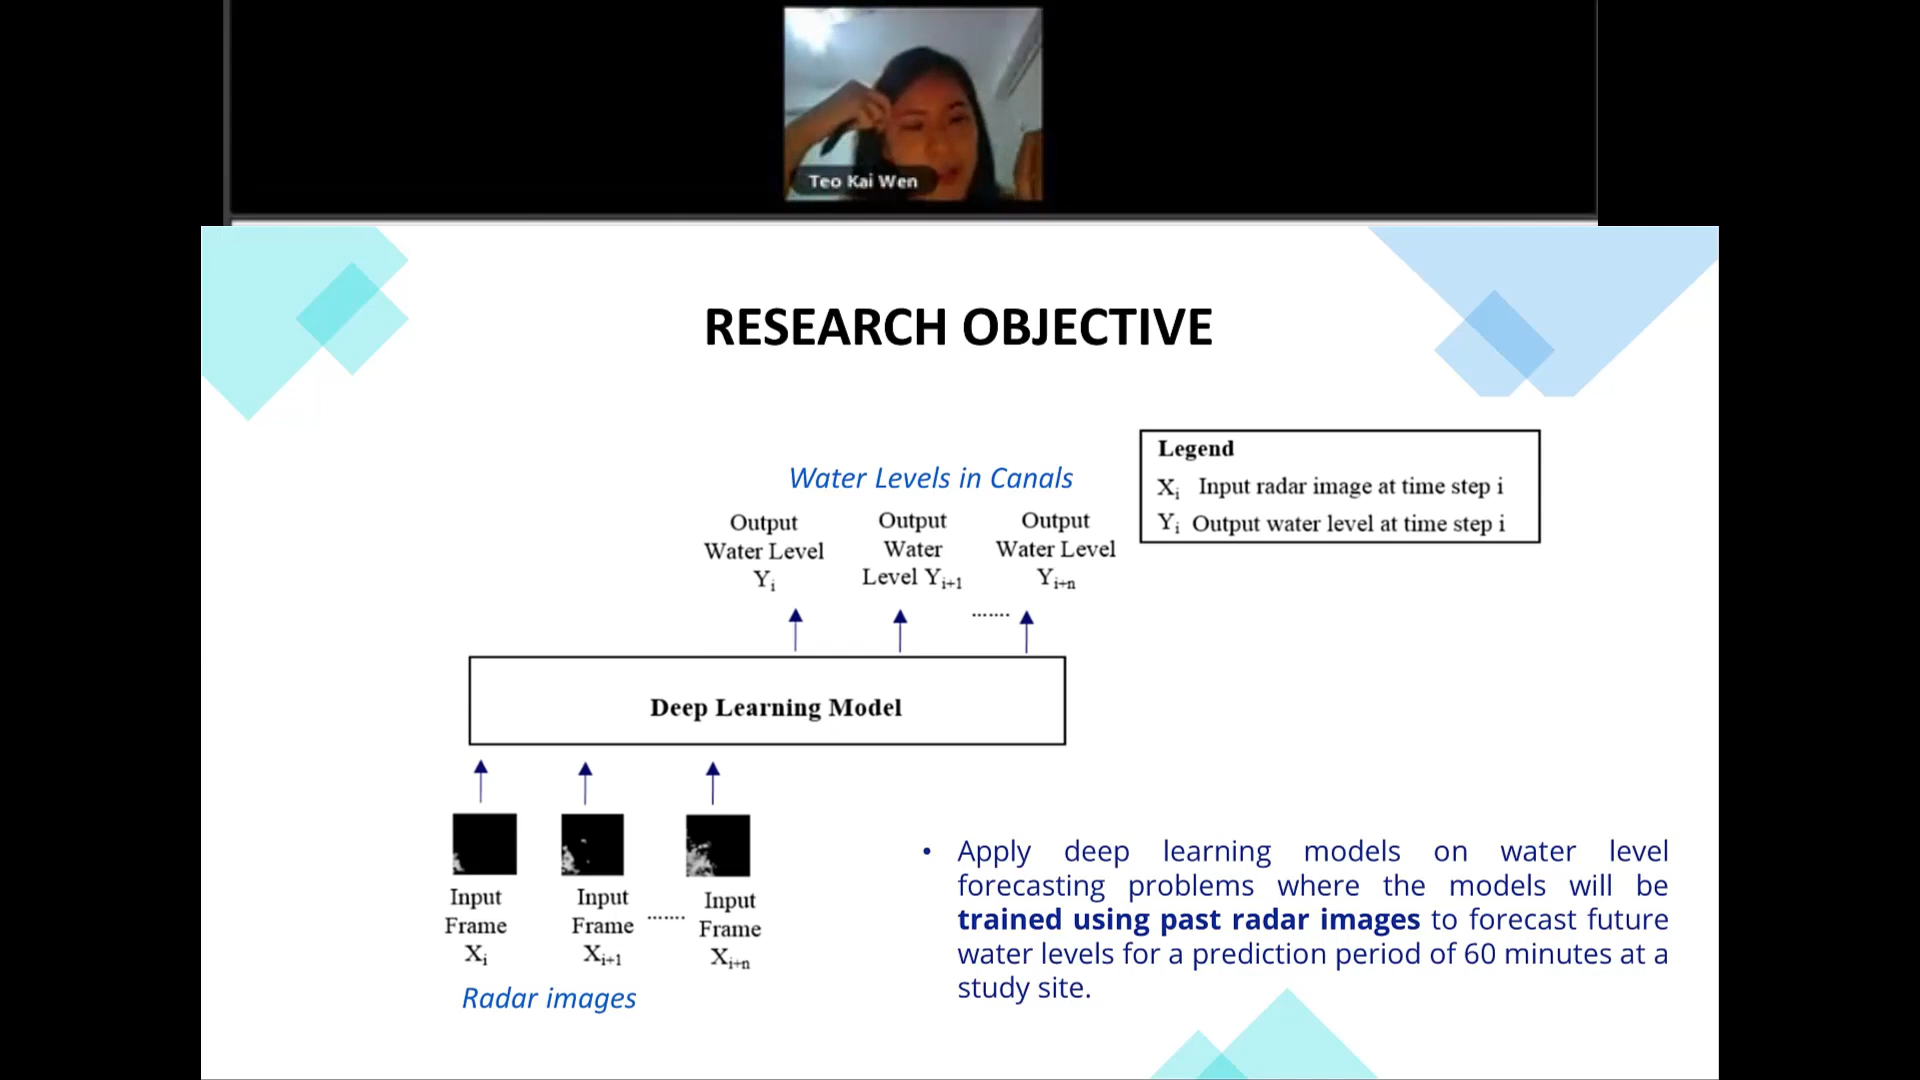 Teo Kai Wen
RESEARCH OBJECTIVE
Legend
Xi Input radar image at time step i
Yi Output water level at time step i
Water Levels in Canals
Output
Water Level
Yi
Output
Water
Level Yi+1
Output
Water Level
Yi+n
.......
Deep Learning Model
Input
Frame
Xi
Input
Frame
Xi+1
.......
Input
Frame
Xi+n
Radar images
• Apply deep learning models on water level
forecasting problems where the models will be
trained using past radar images to forecast future
water levels for a prediction period of 60 minutes at a
study site.